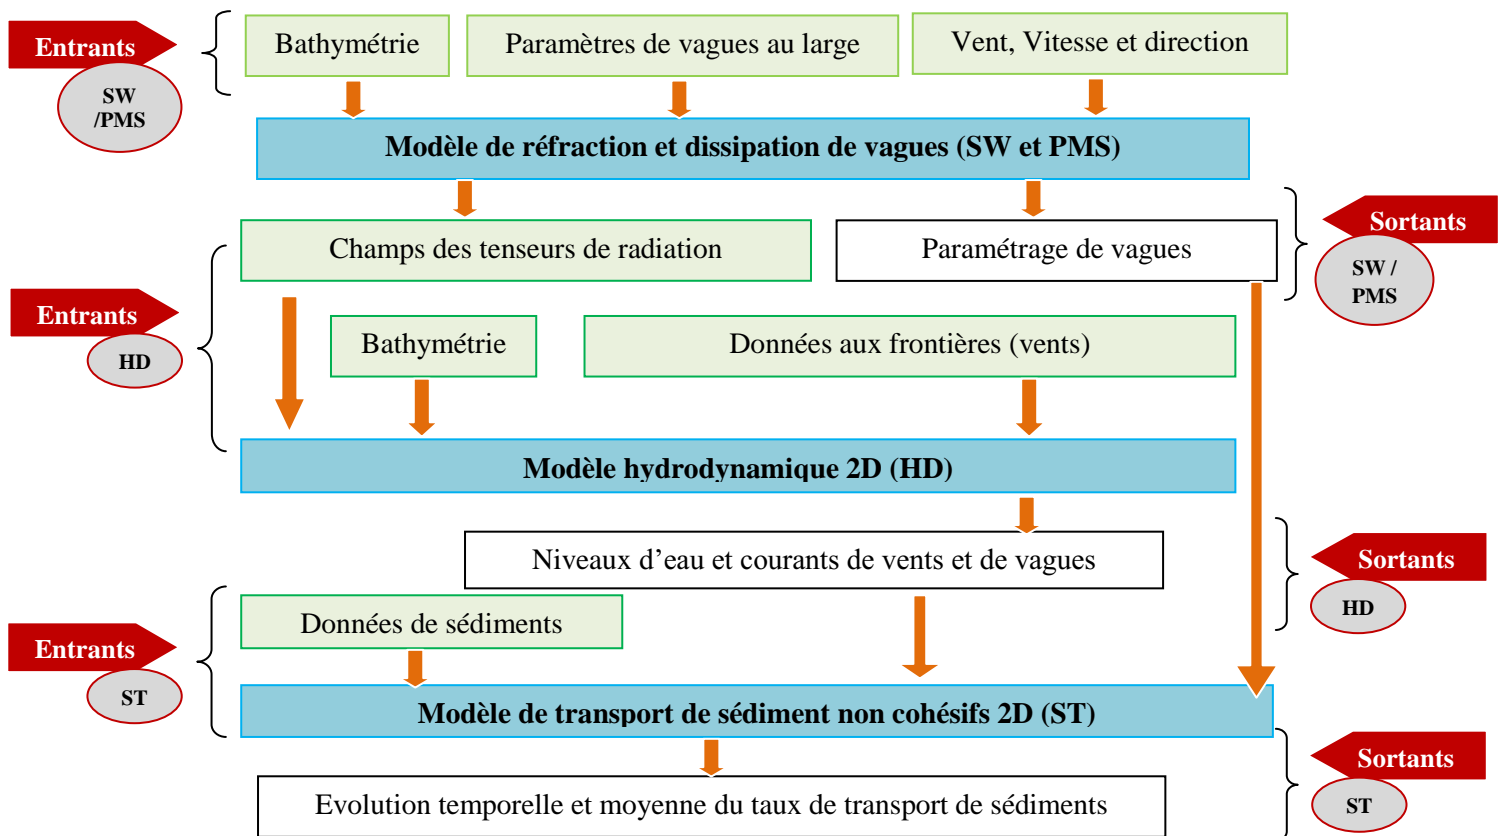 Entrants
SW
/PMS
Bathymétrie
Paramètres de vagues au large
Vent, Vitesse et direction
Modèle de réfraction et dissipation de vagues (SW et PMS)
Champs des tenseurs de radiation
Paramétrage de vagues
Sortants
SW /
PMS
Entrants
HD
Bathymétrie
Données aux frontières (vents)
Modèle hydrodynamique 2D (HD)
Niveaux d’eau et courants de vents et de vagues
Sortants
HD
Entrants
ST
Données de sédiments
Modèle de transport de sédiment non cohésifs 2D (ST)
Sortants
ST
Evolution temporelle et moyenne du taux de transport de sédiments